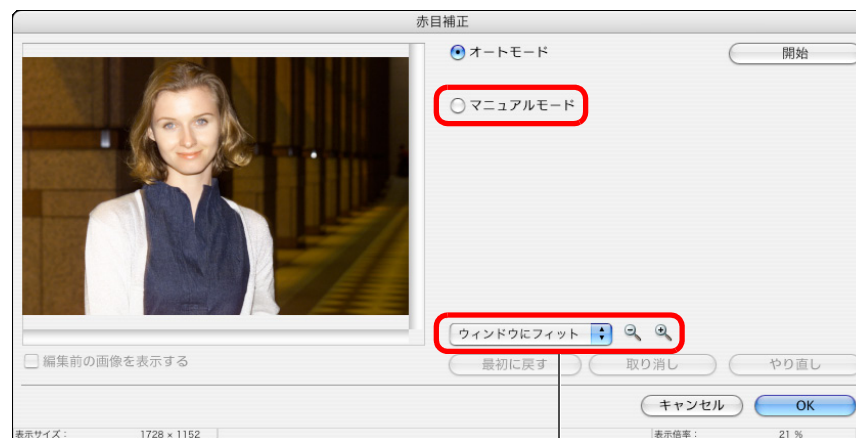 赤目補正
オートモード
開始
マニュアルモード
ウィンドウにフィット
編集前の画像を表示する
最初に戻す
取り消し
やり直し
キャンセル
OK
表示サイズ： 1728 × 1152
表示倍率： 21 %